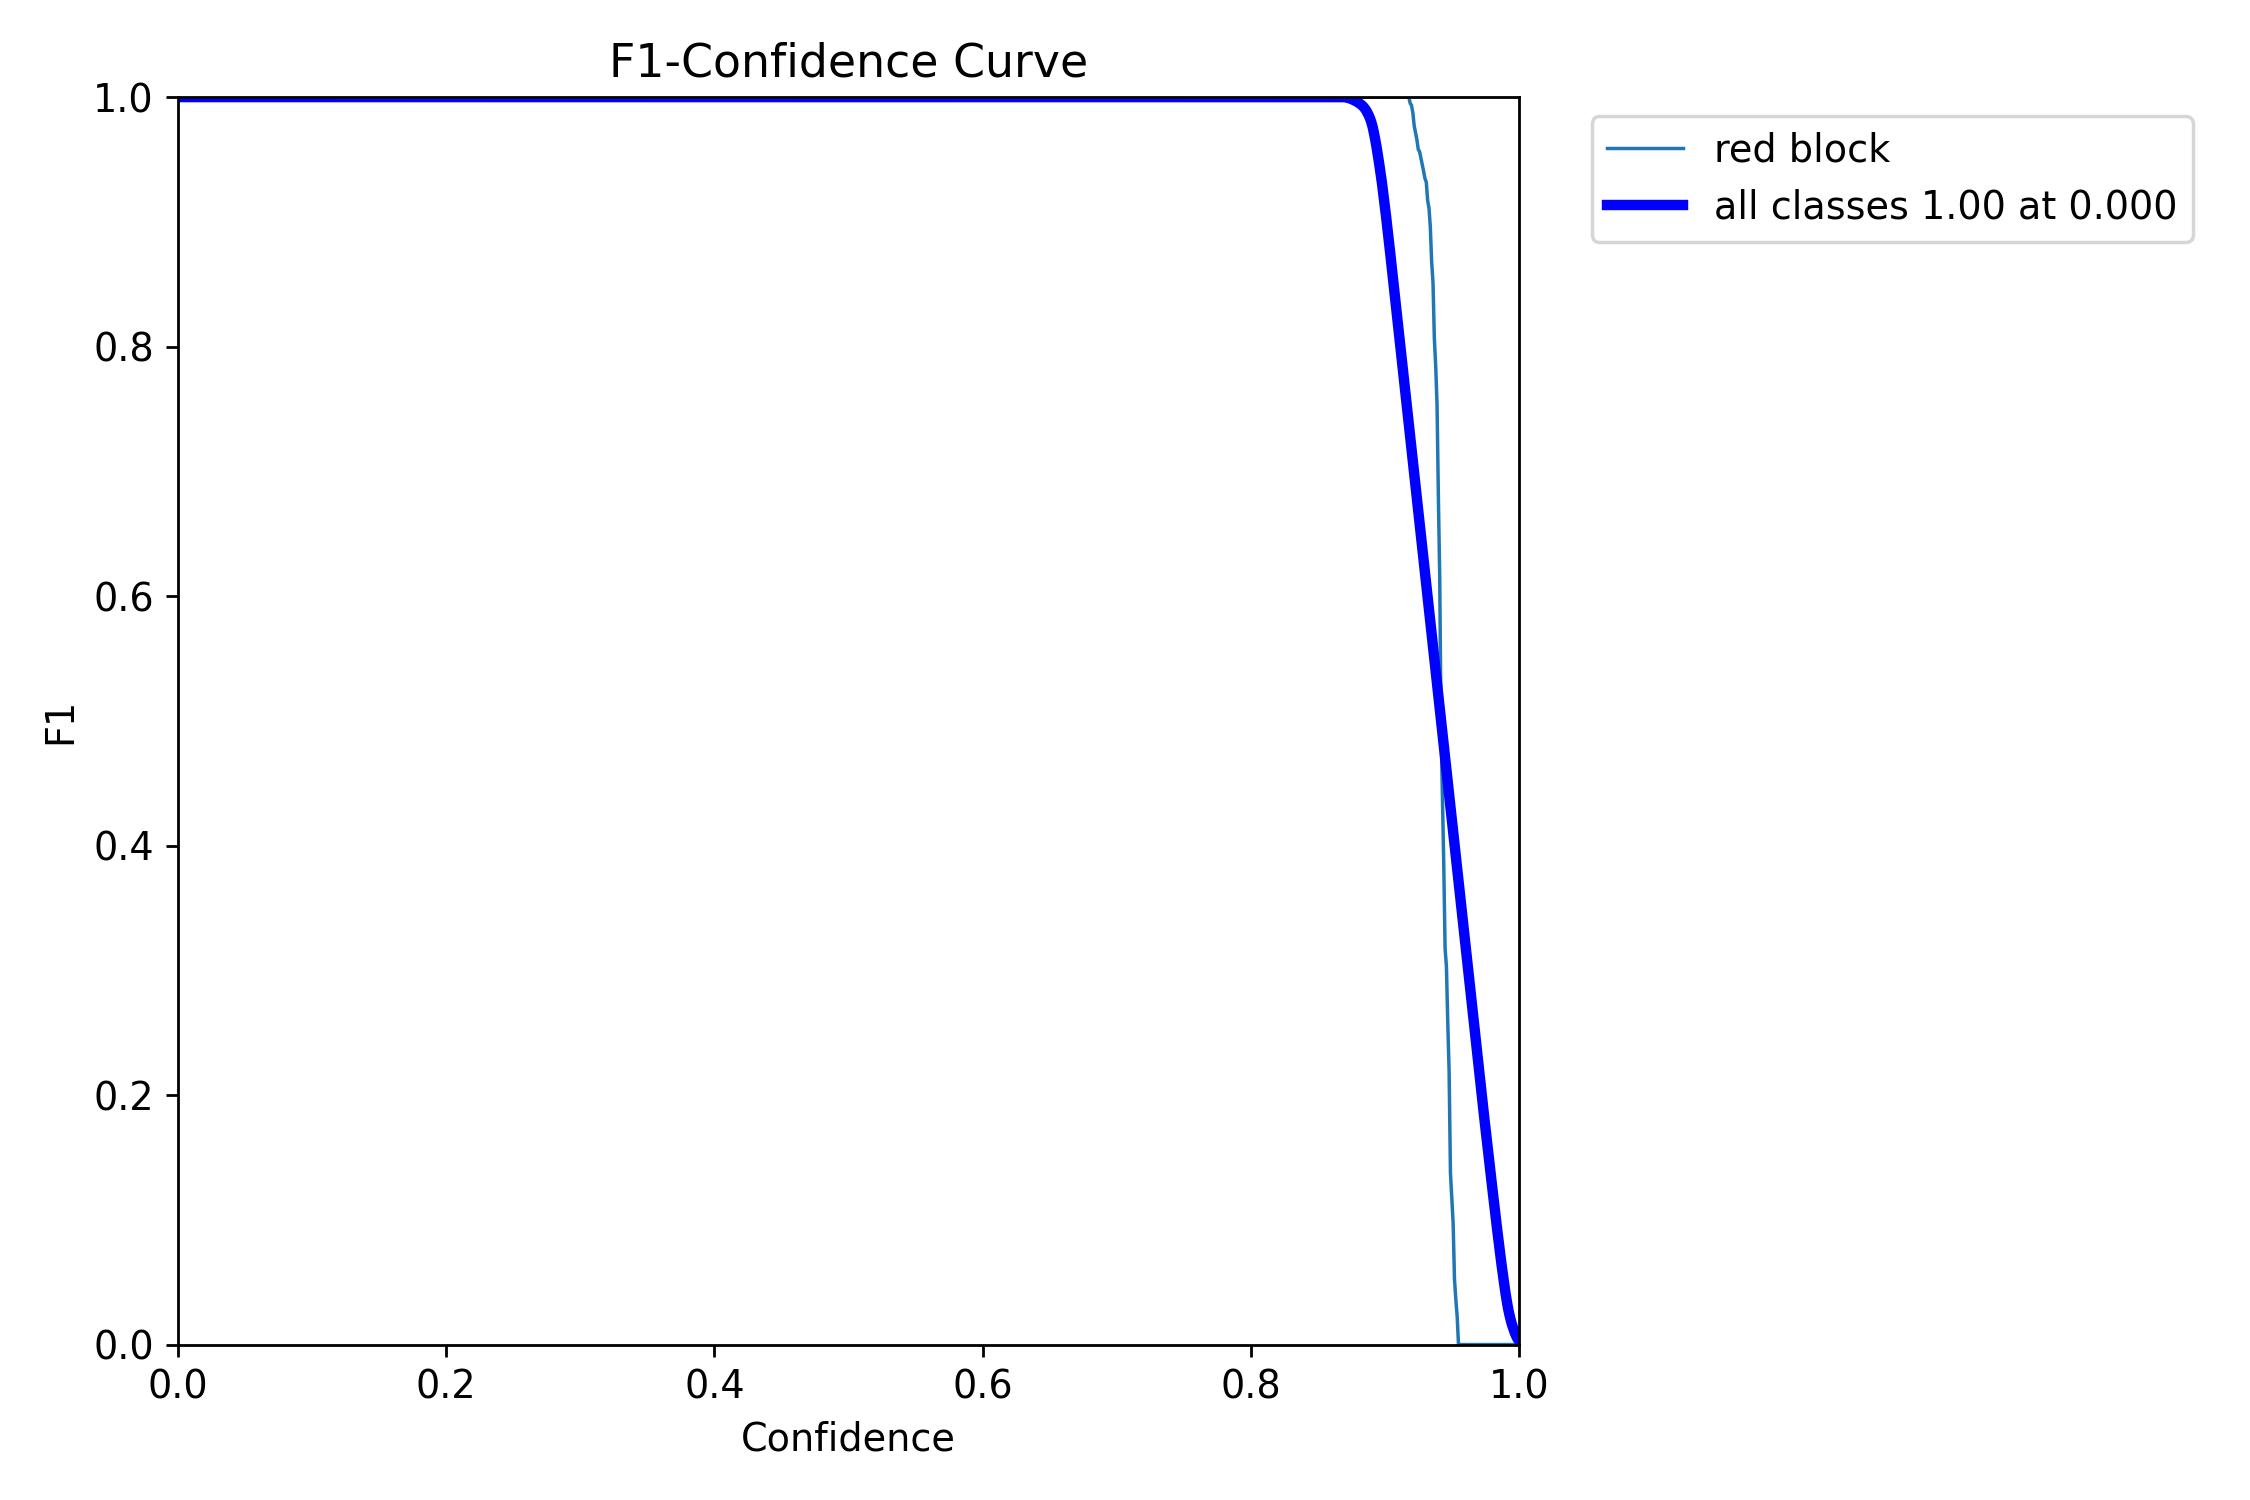 F1-Confidence Curve
red block
all classes 1.00 at 0.000
1.0
0.8
0.6
0.4
0.2
0.0
F1
0.0 0.2 0.4 0.6 0.8 1.0
Confidence